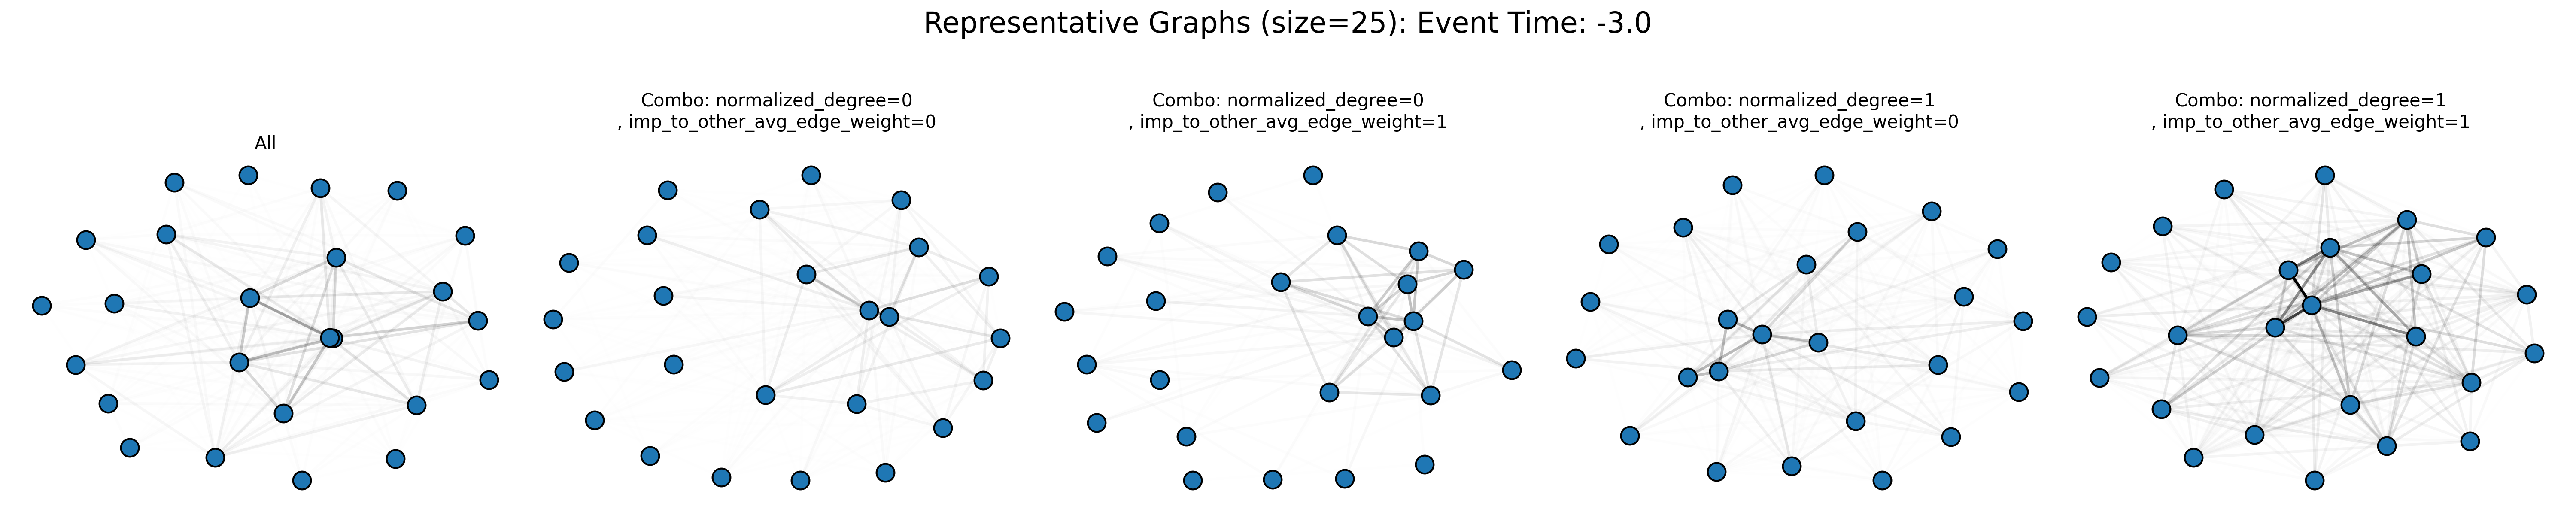 Representative Graphs (size=25): Event Time: -3.0
All
Combo: normalized_degree=0
, imp_to_other_avg_edge_weight=0
Combo: normalized_degree=0
, imp_to_other_avg_edge_weight=1
Combo: normalized_degree=1
, imp_to_other_avg_edge_weight=0
Combo: normalized_degree=1
, imp_to_other_avg_edge_weight=1